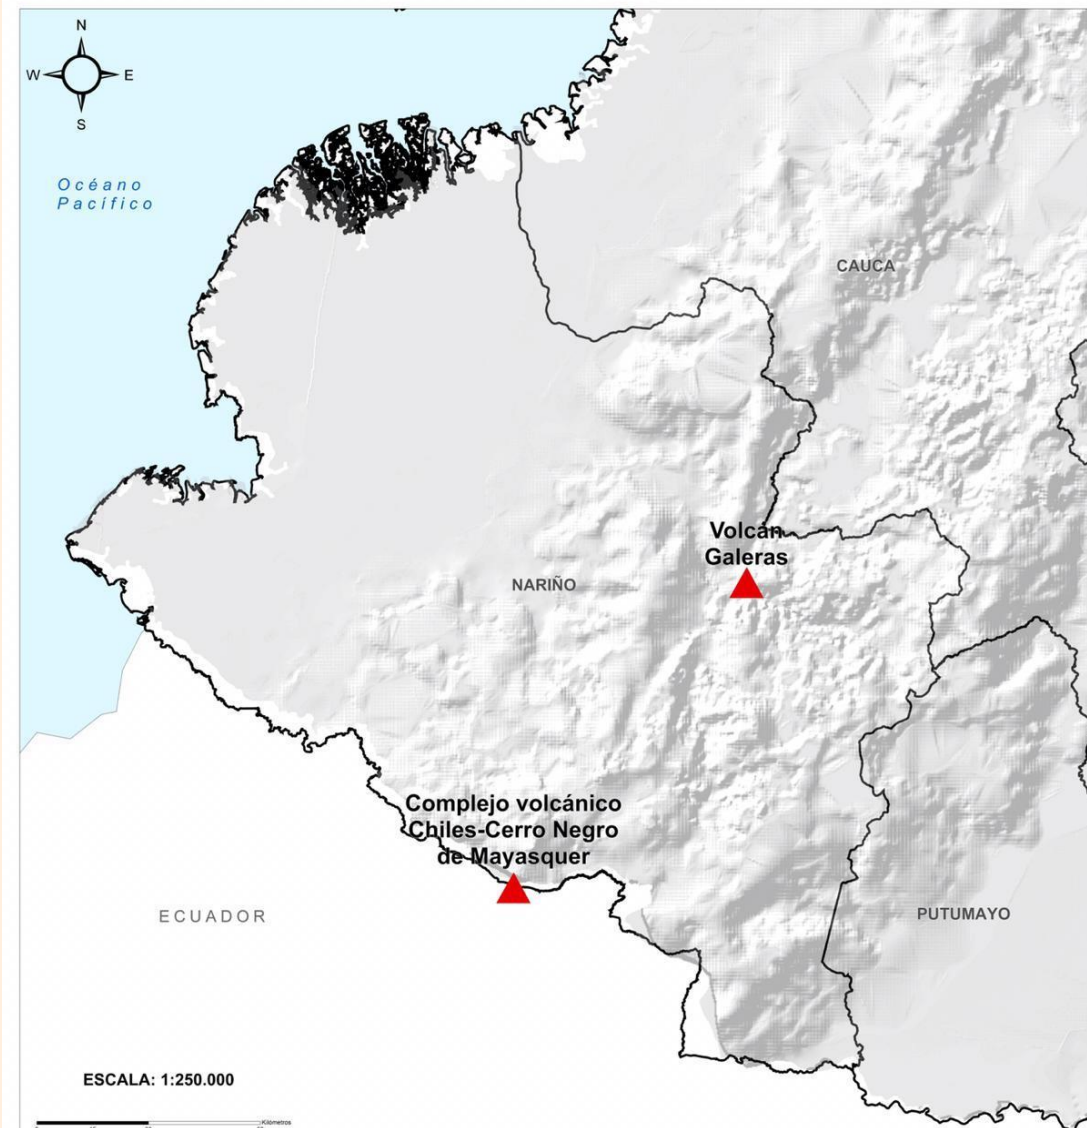 N
W E
S
Océano
Pacífico
CAUCA
Volcán
Galeras
NARIÑO
Complejo volcánico
Chiles-Cerro Negro
de Mayasquer
ECUADOR
PUTUMAYO
ESCALA: 1:250.000
Kilómetros